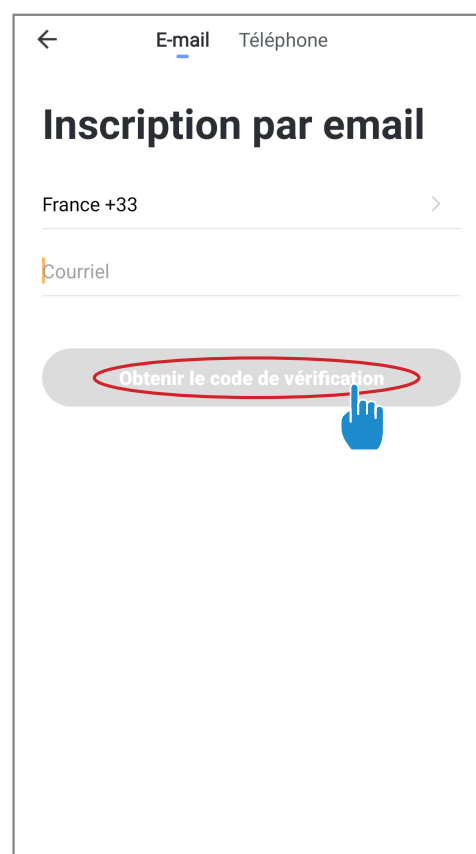 E-mail Téléphone
Inscription par email
France +33
Courriel
Obtenir le code de vérification